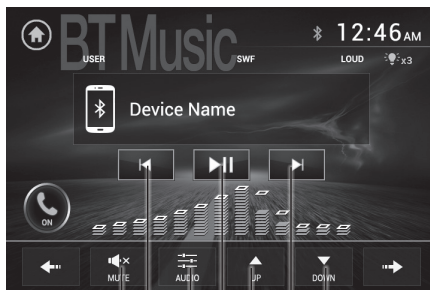 BT Music
12:46AM
USER SWF LOUD x3
Device Name
ON
MUTE AUDIO UP DOWN